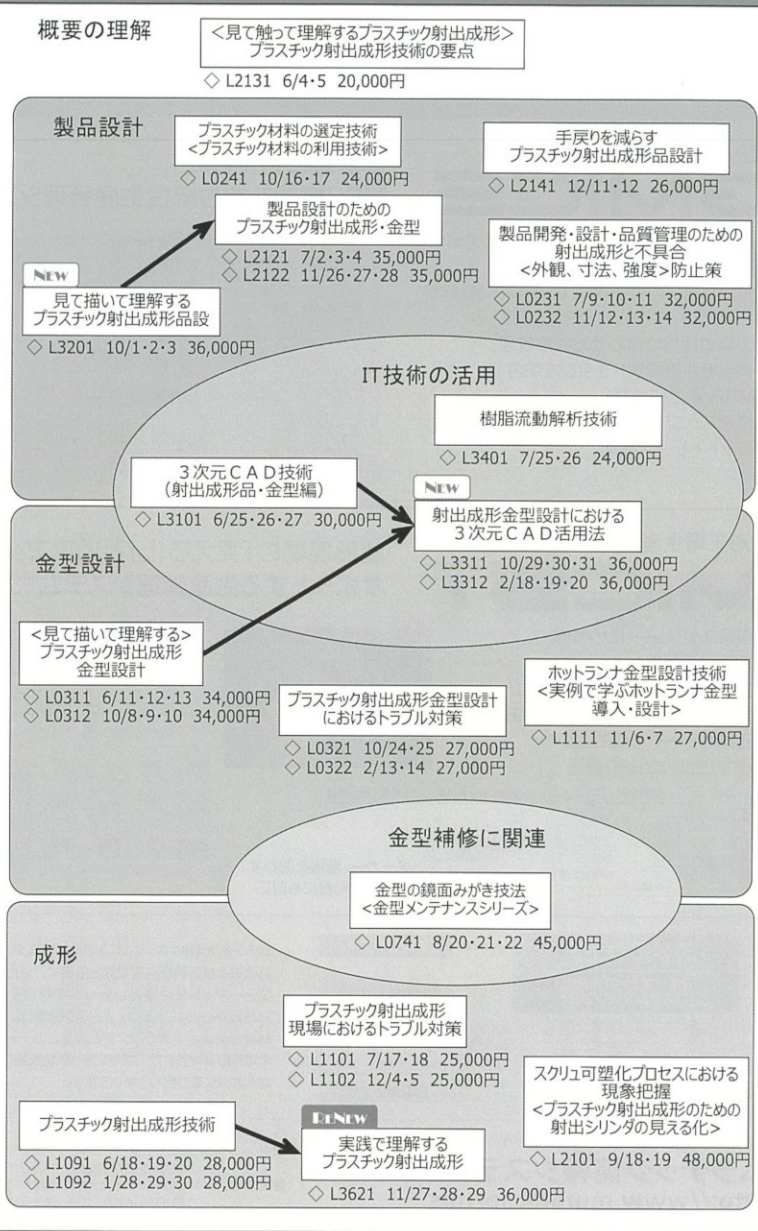 概要の理解
<見て触って理解するプラスチック射出成形>
プラスチック射出成形技術の要点
◇ L2131 6/4・5 20,000円
製品設計
プラスチック材料の選定技術
<プラスチック材料の利用技術>
◇ L0241 10/16・17 24,000円
手戻りを減らす
プラスチック射出成形品設計
◇ L2141 12/11・12 26,000円
製品設計のための
プラスチック射出成形・金型
◇ L2121 7/2・3・4 35,000円
◇ L2122 11/26・27・28 35,000円
製品開発・設計・品質管理のための
射出成形と不具合
<外観、寸法、強度>防止策
◇ L0231 7/9・10・11 32,000円
◇ L0232 11/12・13・14 32,000円
NEW
見て描いて理解する
プラスチック射出成形品設
◇ L3201 10/1・2・3 36,000円
IT技術の活用
樹脂流動解析技術
◇ L3401 7/25・26 24,000円
3次元CAD技術
(射出成形品・金型編)
◇ L3101 6/25・26・27 30,000円
NEW
射出成形金型設計における
3次元CAD活用法
◇ L3311 10/29・30・31 36,000円
◇ L3312 2/18・19・20 36,000円
金型設計
<見て描いて理解する>
プラスチック射出成形
金型設計
◇ L0311 6/11・12・13 34,000円
◇ L0312 10/8・9・10 34,000円
プラスチック射出成形金型設計
におけるトラブル対策
◇ L0321 10/24・25 27,000円
◇ L0322 2/13・14 27,000円
ホットランナ金型設計技術
<実例で学ぶホットランナ金型
導入・設計>
◇ L1111 11/6・7 27,000円
金型補修に関連
金型の鏡面みがき技法
<金型メンテナンスシリーズ>
◇ L0741 8/20・21・22 45,000円
成形
プラスチック射出成形
現場におけるトラブル対策
◇ L1101 7/17・18 25,000円
◇ L1102 12/4・5 25,000円
スクリュ可塑化プロセスにおける
現象把握
<プラスチック射出成形のための
射出シリンダの見える化>
◇ L2101 9/18・19 48,000円
プラスチック射出成形技術
◇ L1091 6/18・19・20 28,000円
◇ L1092 1/28・29・30 28,000円
RENEW
実践で理解する
プラスチック射出成形
◇ L3621 11/27・28・29 36,000円